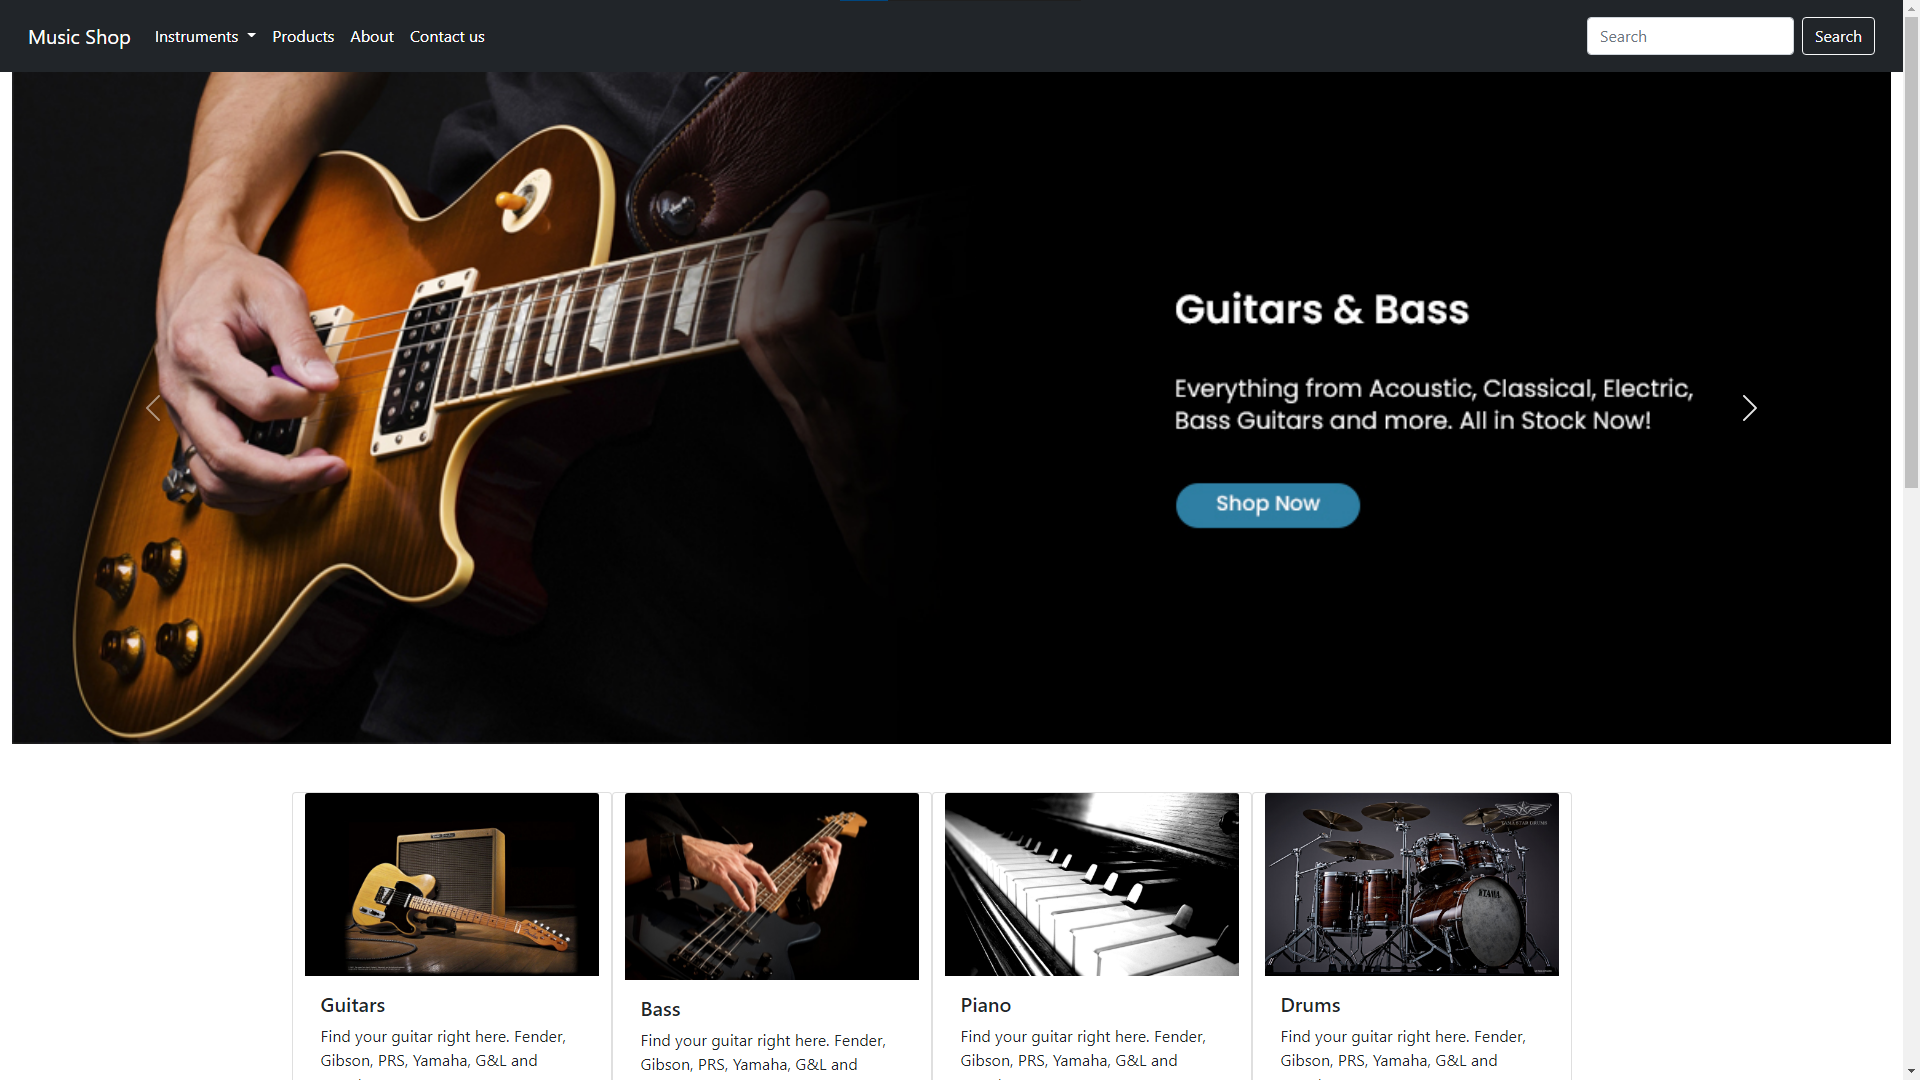 Music Shop Instruments Products About Contact us Search Search
Guitars & Bass
Everything from Acoustic, Classical, Electric,
Bass Guitars and more. All in Stock Now!
Shop Now
TAMA
Guitars
Find your guitar right here. Fender,
Gibson, PRS, Yamaha, G&L and
Bass
Find your guitar right here. Fender,
Gibson, PRS, Yamaha, G&L and
Piano
Find your guitar right here. Fender,
Gibson, PRS, Yamaha, G&L and
Drums
Find your guitar right here. Fender,
Gibson, PRS, Yamaha, G&L and